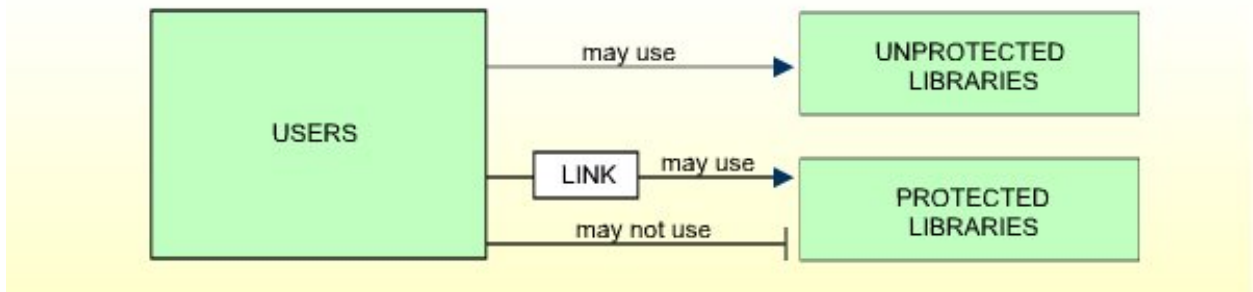 may use
UNPROTECTED
LIBRARIES
USERS
LINK
may use
PROTECTED
LIBRARIES
may not use